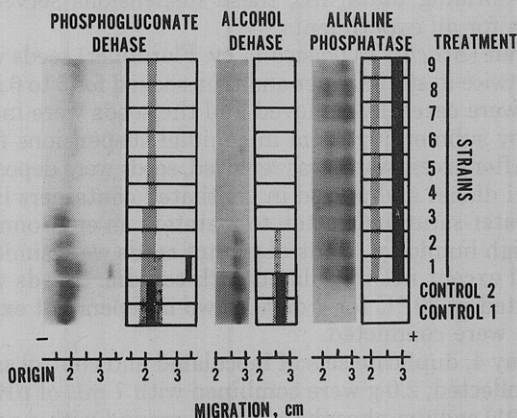 PHOSPHOGLUCONATE DEHASE
ALCOHOL DEHASE
ALKALINE PHOSPHATASE
TREATMENT
9
8
7
6
5
4
3
2
1
STRAINS
CONTROL 2
CONTROL 1
- +
ORIGIN 2 3 2 3 2 3 2 3 2 3 2 3
MIGRATION, cm